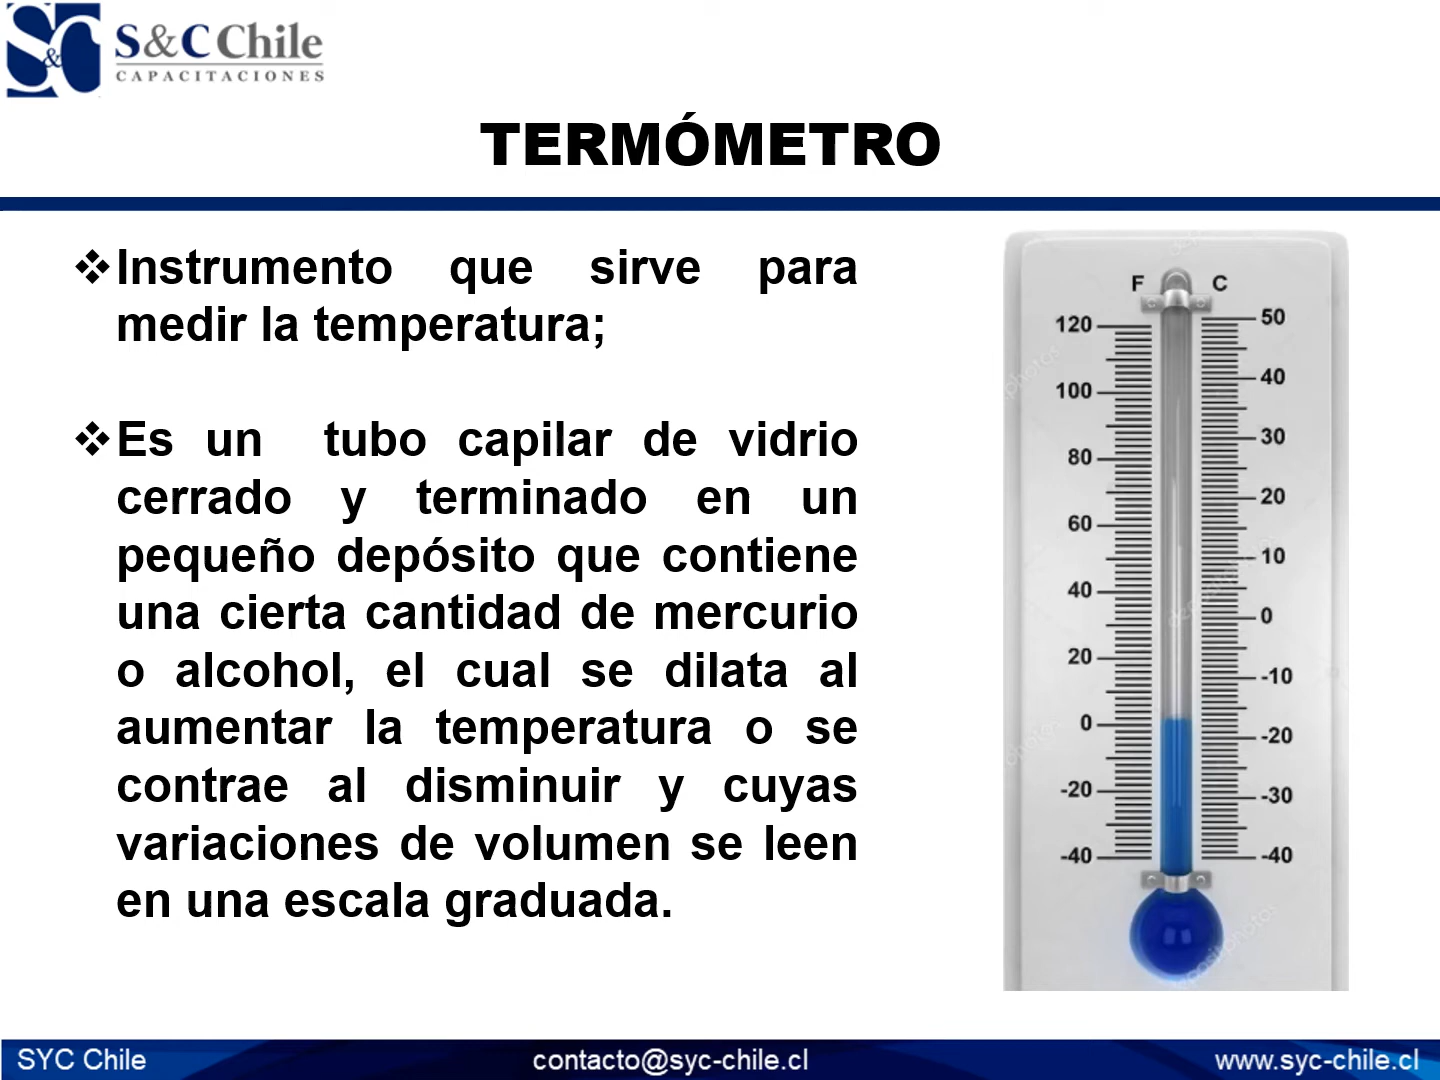 S&C
S&C Chile
CAPACITACIONES
TERMÓMETRO
❖Instrumento que sirve para
medir la temperatura;
❖Es un tubo capilar de vidrio
cerrado y terminado en un
pequeño depósito que contiene
una cierta cantidad de mercurio
o alcohol, el cual se dilata al
aumentar la temperatura o se
contrae al disminuir y cuyas
variaciones de volumen se leen
en una escala graduada.
F C
120 50
100 40
80 30
60 20
40 10
20 0
0 -10
-20 -20
-40 -30
-40
depositphotos
SYC Chile contacto@syc-chile.cl www.syc-chile.cl